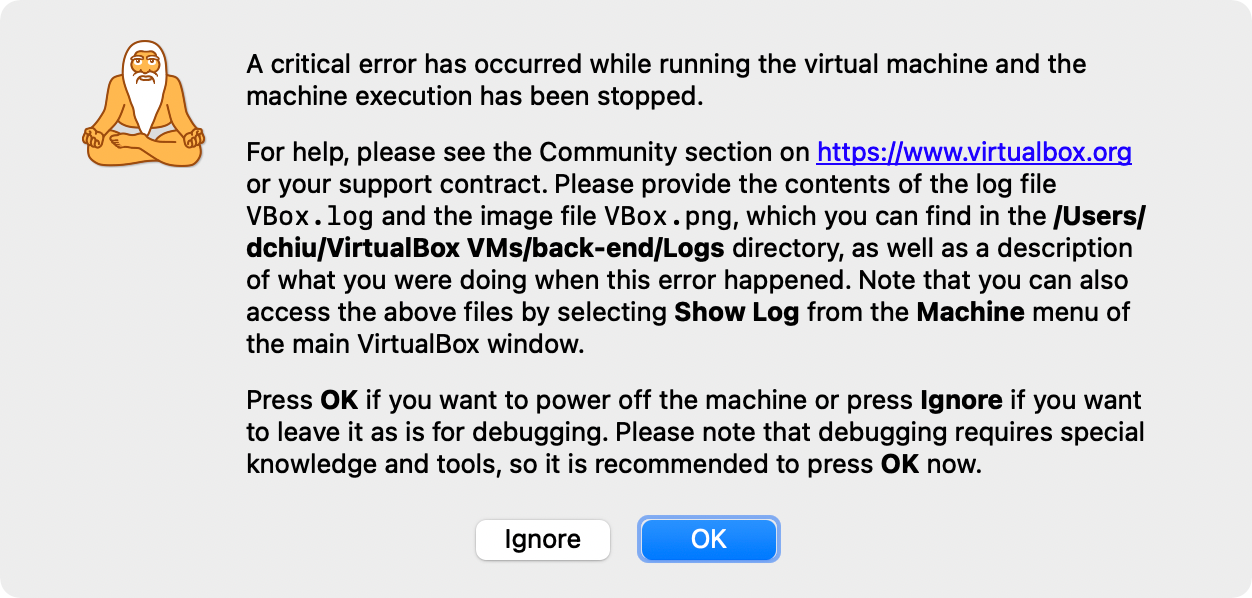 A critical error has occurred while running the virtual machine and the
machine execution has been stopped.
For help, please see the Community section on https://www.virtualbox.org
or your support contract. Please provide the contents of the log file
VBox.log and the image file VBox.png, which you can find in the /Users/
dchiu/VirtualBox VMs/back-end/Logs directory, as well as a description
of what you were doing when this error happened. Note that you can also
access the above files by selecting Show Log from the Machine menu of
the main VirtualBox window.
Press OK if you want to power off the machine or press Ignore if you want
to leave it as is for debugging. Please note that debugging requires special
knowledge and tools, so it is recommended to press OK now.
Ignore
OK